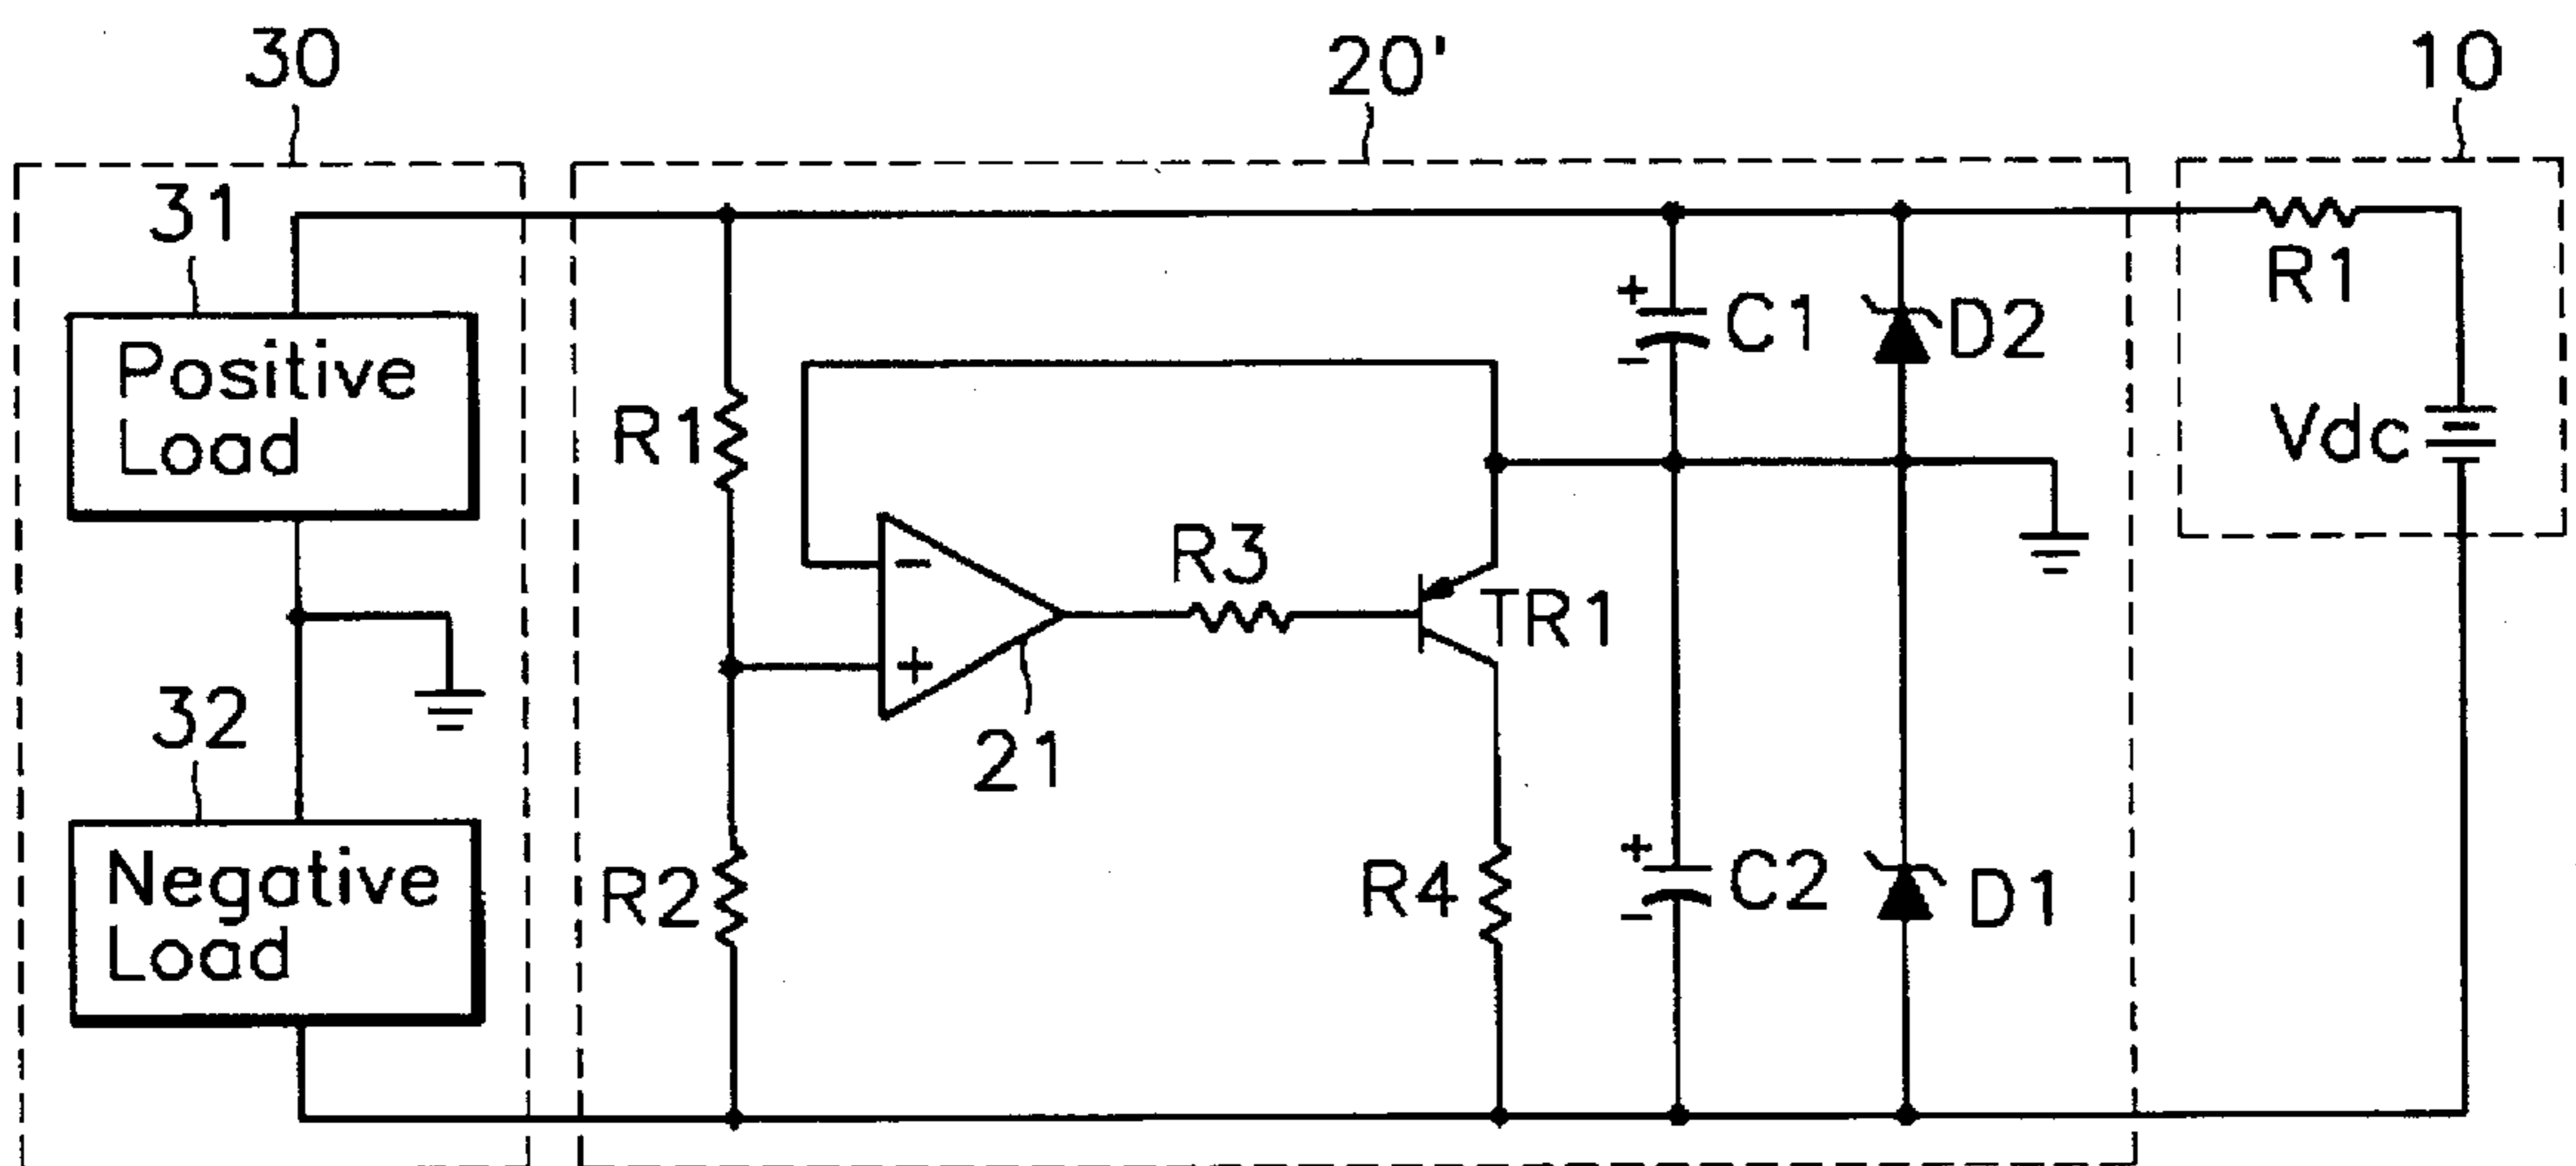 30
20'
10
31
Positive
Load
32
Negative
Load
R1
R2
-
+
21
R3
TR1
R4
+
C1
-
+
C2
-
D2
D1
R1
Vdc